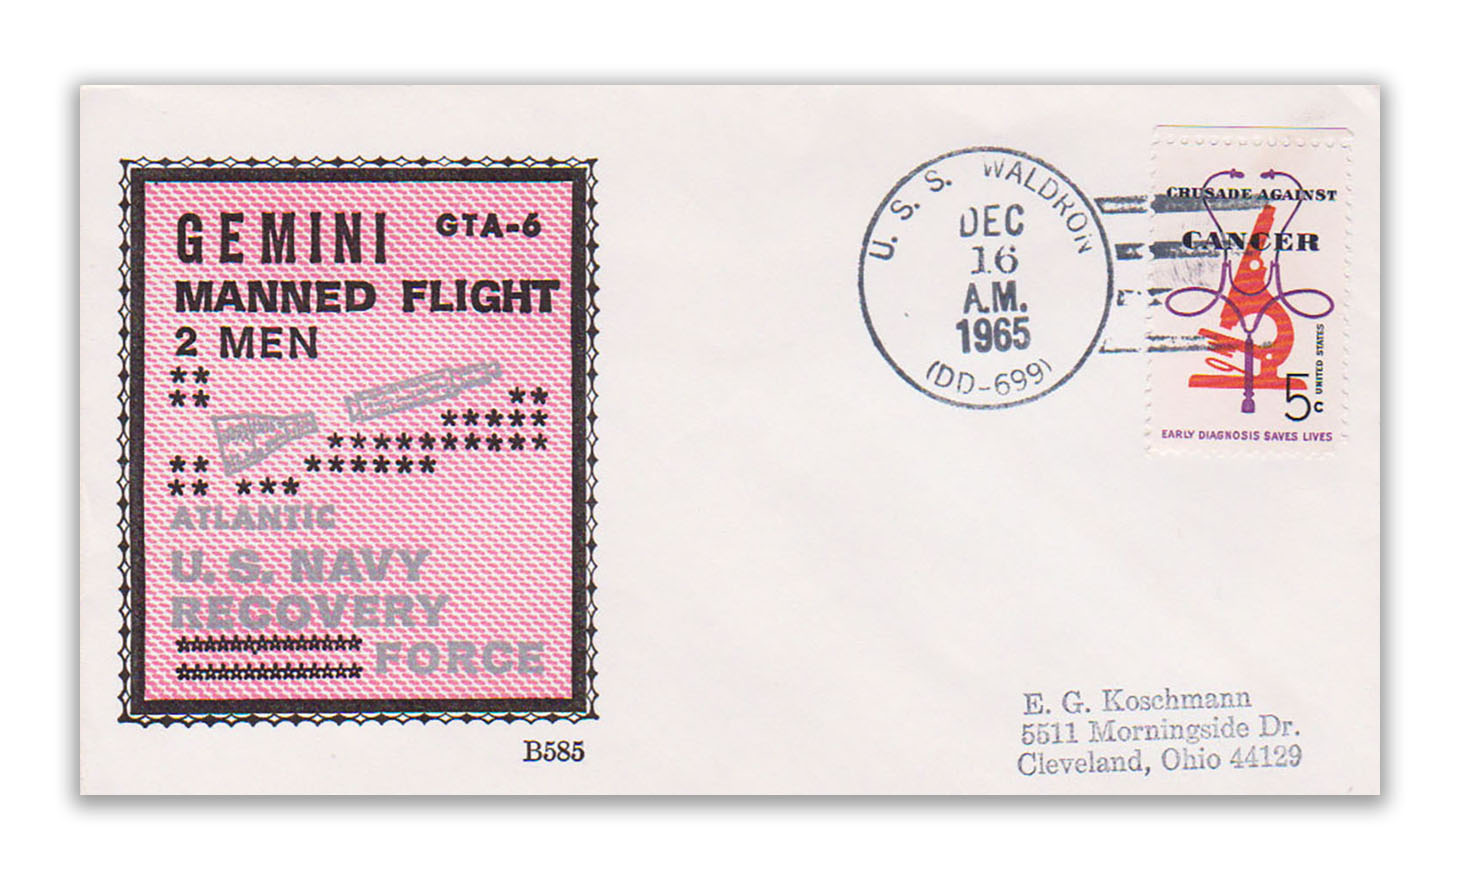 GEMINI GTA-6
MANNED FLIGHT
2 MEN
**
** **
*****
**********
** ******
** ***
ATLANTIC
U.S. NAVY
RECOVERY
**************
************** FORCE
B585
U. S. S. WALDRON
DEC
16
A.M.
1965
(DD-699)
CRUSADE AGAINST
CANCER
5c
UNITED STATES
EARLY DIAGNOSIS SAVES LIVES
E. G. Koschmann
5511 Morningside Dr.
Cleveland, Ohio 44129